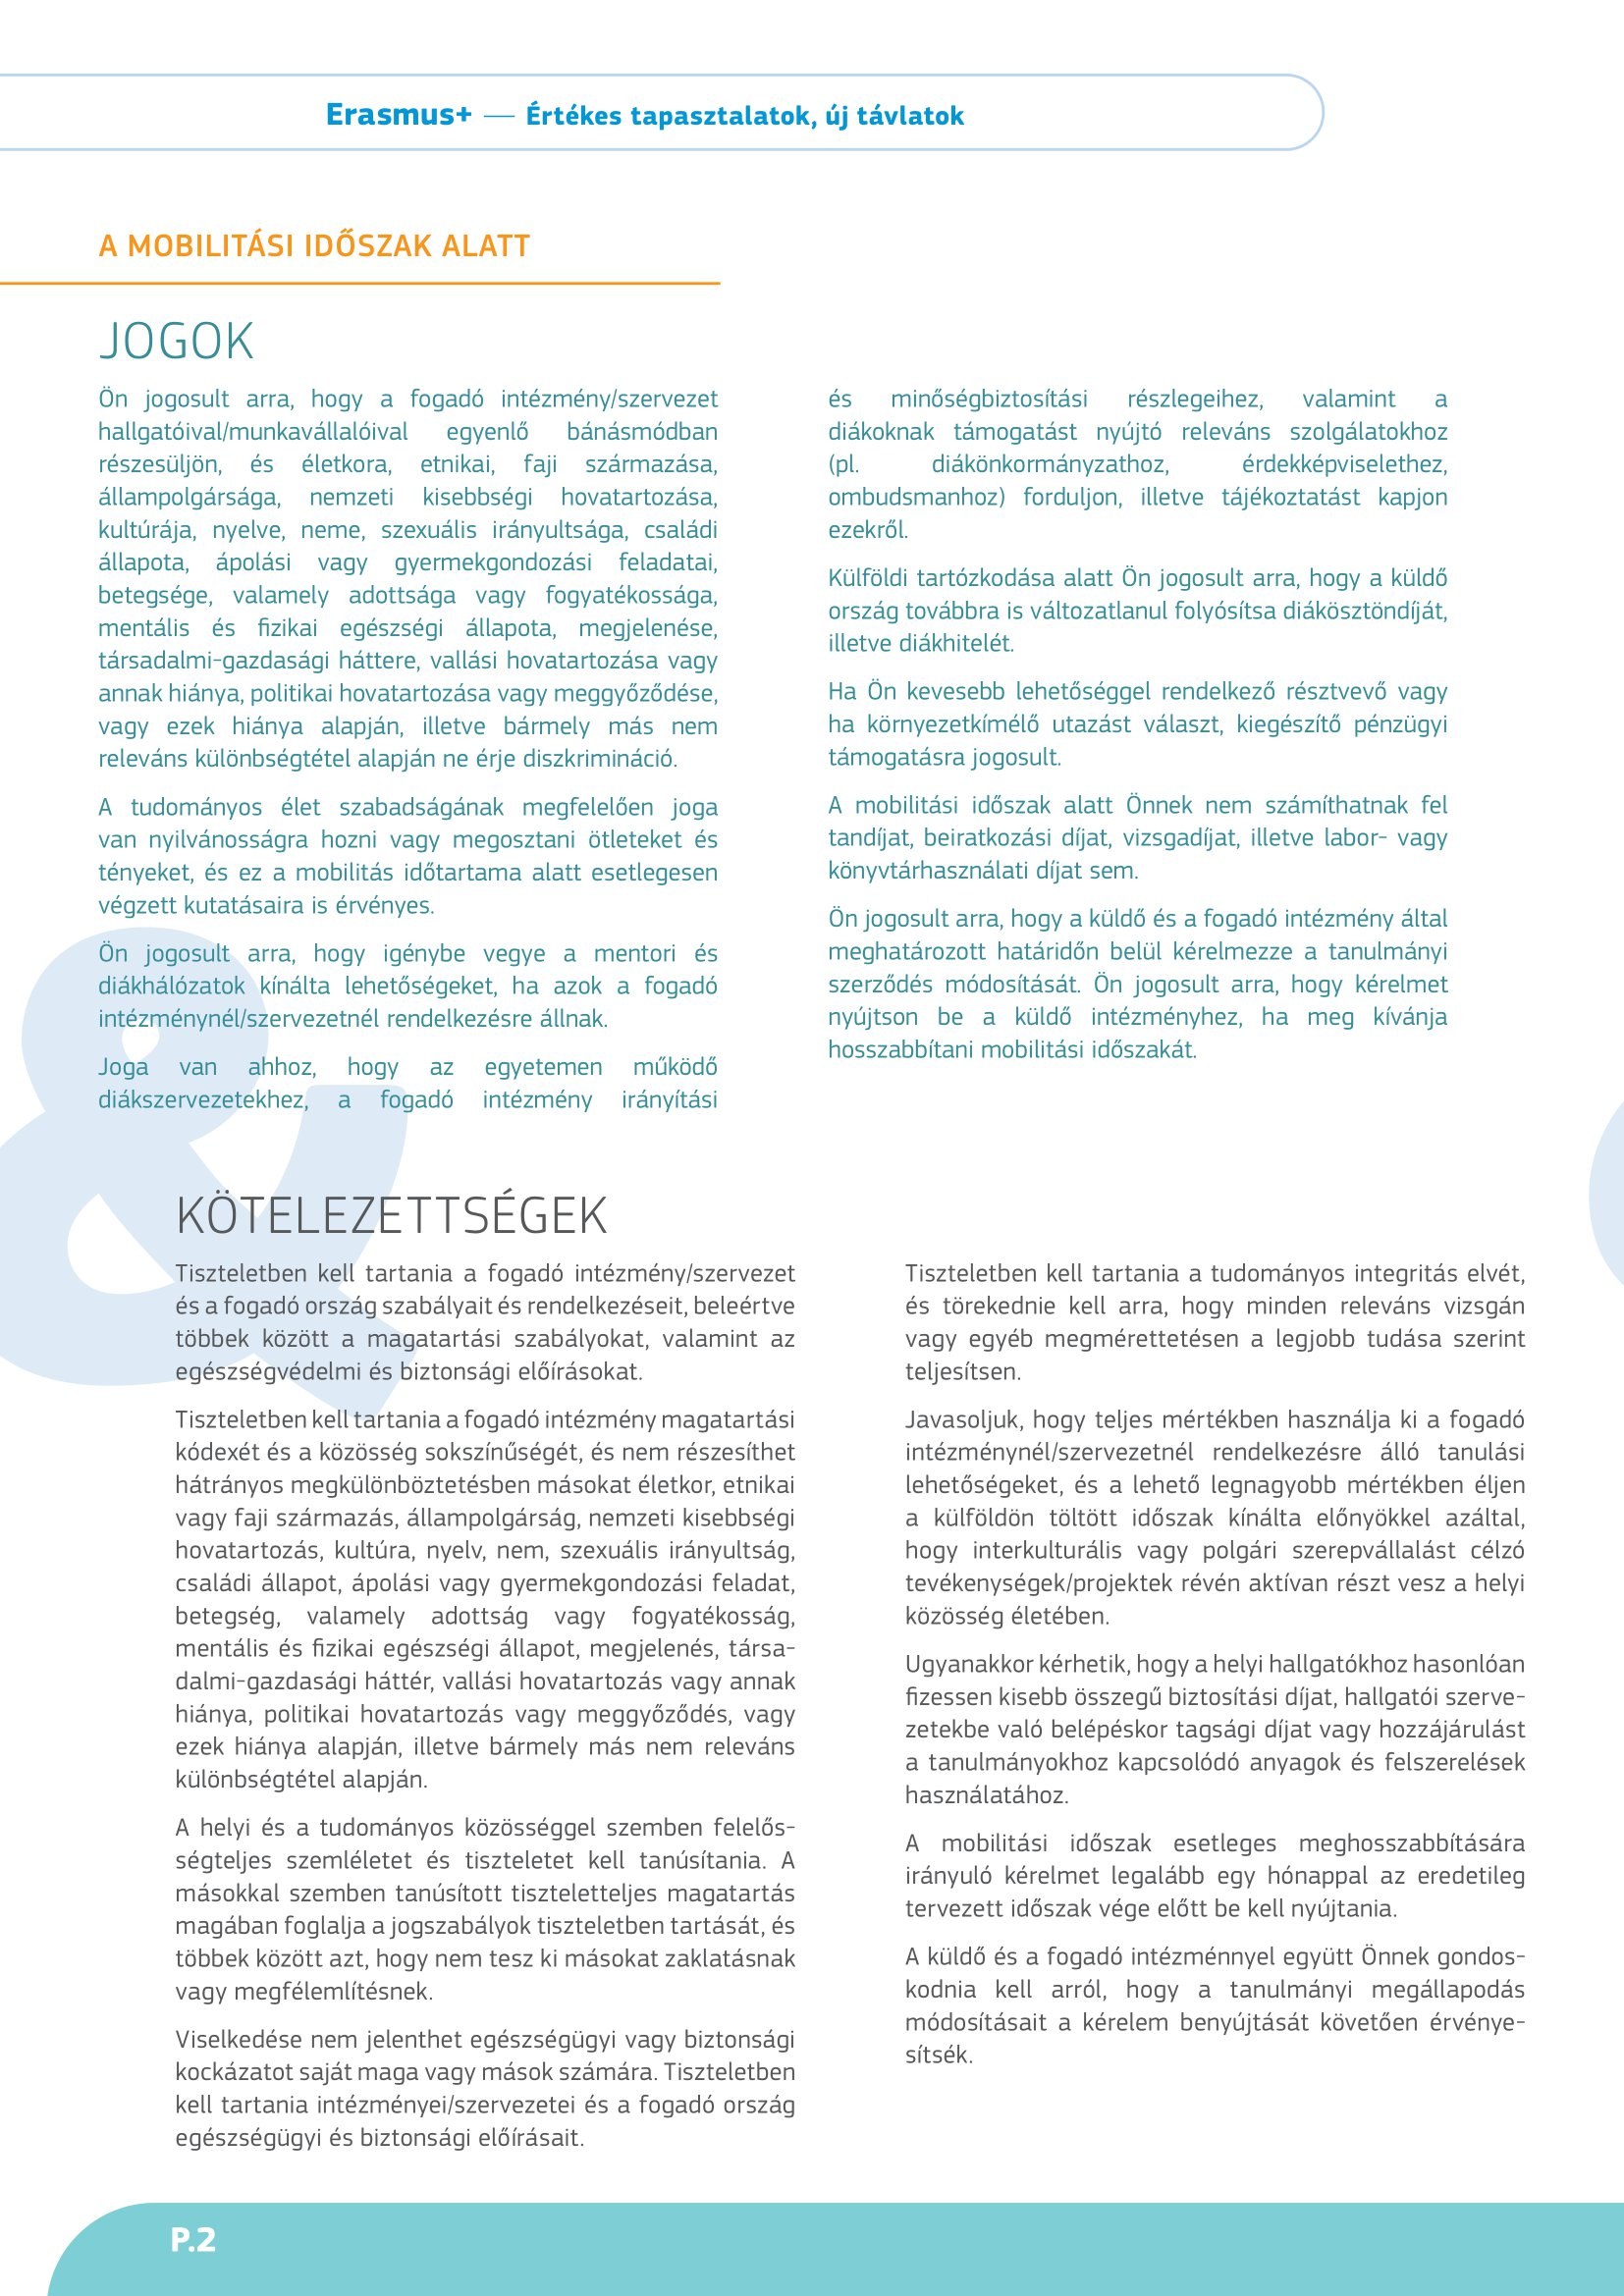 Erasmus+ — Értékes tapasztalatok, új távlatok
A MOBILITÁSI IDŐSZAK ALATT
JOGOK
Ön jogosult arra, hogy a fogadó intézmény/szervezet
hallgatóival/munkavállalóival egyenlő bánásmódban
részesüljön, és életkora, etnikai, faji származása,
állampolgársága, nemzeti kisebbségi hovatartozása,
kultúrája, nyelve, neme, szexuális irányultsága, családi
állapota, ápolási vagy gyermekgondozási feladatai,
betegsége, valamely adottsága vagy fogyatékossága,
mentális és fizikai egészségi állapota, megjelenése,
társadalmi-gazdasági háttere, vallási hovatartozása vagy
annak hiánya, politikai hovatartozása vagy meggyőződése,
vagy ezek hiánya alapján, illetve bármely más nem
releváns különbségtétel alapján ne érje diszkrimináció.
A tudományos élet szabadságának megfelelően joga
van nyilvánosságra hozni vagy megosztani ötleteket és
tényeket, és ez a mobilitás időtartama alatt esetlegesen
végzett kutatásaira is érvényes.
Ön jogosult arra, hogy igénybe vegye a mentori és
diákhálózatok kínálta lehetőségeket, ha azok a fogadó
intézménynél/szervezetnél rendelkezésre állnak.
Joga van ahhoz, hogy az egyetemen működő
diákszervezetekhez, a fogadó intézmény irányítási
és minőségbiztosítási részlegeihez, valamint a
diákoknak támogatást nyújtó releváns szolgálatokhoz
(pl. diákönkormányzathoz, érdekképviselethez,
ombudsmanhoz) forduljon, illetve tájékoztatást kapjon
ezekről.
Külföldi tartózkodása alatt Ön jogosult arra, hogy a küldő
ország továbbra is változatlanul folyósítsa diákösztöndíját,
illetve diákhitelét.
Ha Ön kevesebb lehetőséggel rendelkező résztvevő vagy
ha környezetkímélő utazást választ, kiegészítő pénzügyi
támogatásra jogosult.
A mobilitási időszak alatt Önnek nem számíthatnak fel
tandíjat, beiratkozási díjat, vizsgadíjat, illetve labor- vagy
könyvtárhasználati díjat sem.
Ön jogosult arra, hogy a küldő és a fogadó intézmény által
meghatározott határidőn belül kérelmezze a tanulmányi
szerződés módosítását. Ön jogosult arra, hogy kérelmet
nyújtson be a küldő intézményhez, ha meg kívánja
hosszabbítani mobilitási időszakát.
KÖTELEZETTSÉGEK
Tiszteletben kell tartania a fogadó intézmény/szervezet
és a fogadó ország szabályait és rendelkezéseit, beleértve
többek között a magatartási szabályokat, valamint az
egészségvédelmi és biztonsági előírásokat.
Tiszteletben kell tartania a fogadó intézmény magatartási
kódexét és a közösség sokszínűségét, és nem részesíthet
hátrányos megkülönböztetésben másokat életkor, etnikai
vagy faji származás, állampolgárság, nemzeti kisebbségi
hovatartozás, kultúra, nyelv, nem, szexuális irányultság,
családi állapot, ápolási vagy gyermekgondozási feladat,
betegség, valamely adottság vagy fogyatékosság,
mentális és fizikai egészségi állapot, megjelenés, társa-
dalmi-gazdasági háttér, vallási hovatartozás vagy annak
hiánya, politikai hovatartozás vagy meggyőződés, vagy
ezek hiánya alapján, illetve bármely más nem releváns
különbségtétel alapján.
A helyi és a tudományos közösséggel szemben felelős-
ségteljes szemléletet és tiszteletet kell tanúsítania. A
másokkal szemben tanúsított tiszteletteljes magatartás
magában foglalja a jogszabályok tiszteletben tartását, és
többek között azt, hogy nem tesz ki másokat zaklatásnak
vagy megfélemlítésnek.
Viselkedése nem jelenthet egészségügyi vagy biztonsági
kockázatot saját maga vagy mások számára. Tiszteletben
kell tartania intézményei/szervezetei és a fogadó ország
egészségügyi és biztonsági előírásait.
Tiszteletben kell tartania a tudományos integritás elvét,
és törekednie kell arra, hogy minden releváns vizsgán
vagy egyéb megmérettetésen a legjobb tudása szerint
teljesítsen.
Javasoljuk, hogy teljes mértékben használja ki a fogadó
intézménynél/szervezetnél rendelkezésre álló tanulási
lehetőségeket, és a lehető legnagyobb mértékben éljen
a külföldön töltött időszak kínálta előnyökkel azáltal,
hogy interkulturális vagy polgári szerepvállalást célzó
tevékenységek/projektek révén aktívan részt vesz a helyi
közösség életében.
Ugyanakkor kérhetik, hogy a helyi hallgatókhoz hasonlóan
fizessen kisebb összegű biztosítási díjat, hallgatói szerve-
zetekbe való belépéskor tagsági díjat vagy hozzájárulást
a tanulmányokhoz kapcsolódó anyagok és felszerelések
használatához.
A mobilitási időszak esetleges meghosszabbítására
irányuló kérelmet legalább egy hónappal az eredetileg
tervezett időszak vége előtt be kell nyújtania.
A küldő és a fogadó intézménnyel együtt Önnek gondos-
kodnia kell arról, hogy a tanulmányi megállapodás
módosításait a kérelem benyújtását követően érvénye-
sítsék.
P.2